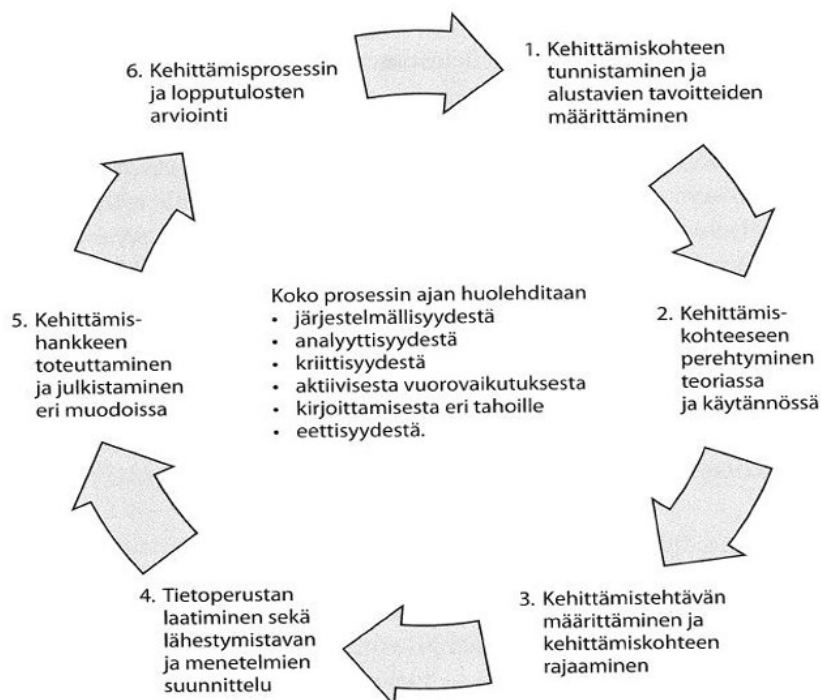 1. Kehittämiskohteen
tunnistaminen ja
alustavien tavoitteiden
määrittäminen
2. Kehittämis-
kohteeseen
perehtyminen
teoriassa
ja käytännössä
3. Kehittämistehtävän
määrittäminen ja
kehittämiskohteen
rajaaminen
4. Tietoperustan
laatiminen sekä
lähestymistavan
ja menetelmien
suunnittelu
5. Kehittämis-
hankkeen
toteuttaminen
ja julkistaminen
eri muodoissa
6. Kehittämisprosessin
ja lopputulosten
arviointi
Koko prosessin ajan huolehditaan
• järjestelmällisyydestä
• analyyttisyydestä
• kriittisyydestä
• aktiivisesta vuorovaikutuksesta
• kirjoittamisesta eri tahoille
• eettisyydestä.